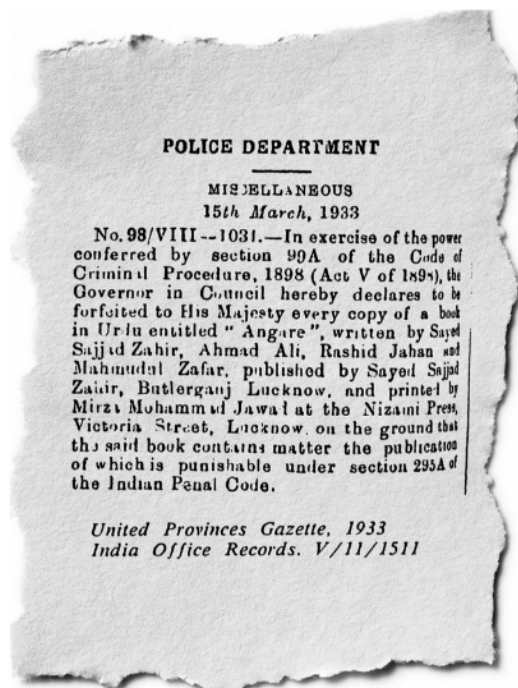 POLICE DEPARTMENT
MISCELLANEOUS
15th March, 1933
No. 98/VIII--1031.—In exercise of the power
conferred by section 99A of the Code of
Criminal Procedure, 1898 (Act V of 1898), the
Governor in Council hereby declares to be
forfeited to His Majesty every copy of a book
in Urdu entitled “ Angare ”, written by Sayed
Sajjad Zahir, Ahmad Ali, Rashid Jahan and
Mahmudul Zafar, published by Sayed Sajjad
Zahir, Butlerganj Lucknow, and printed by
Mirza Mohammad Jawad at the Nizami Press,
Victoria Street, Lucknow, on the ground that
the said book contains matter the publication
of which is punishable under section 295A of
the Indian Penal Code.
United Provinces Gazette, 1933
India Office Records. V/11/1511